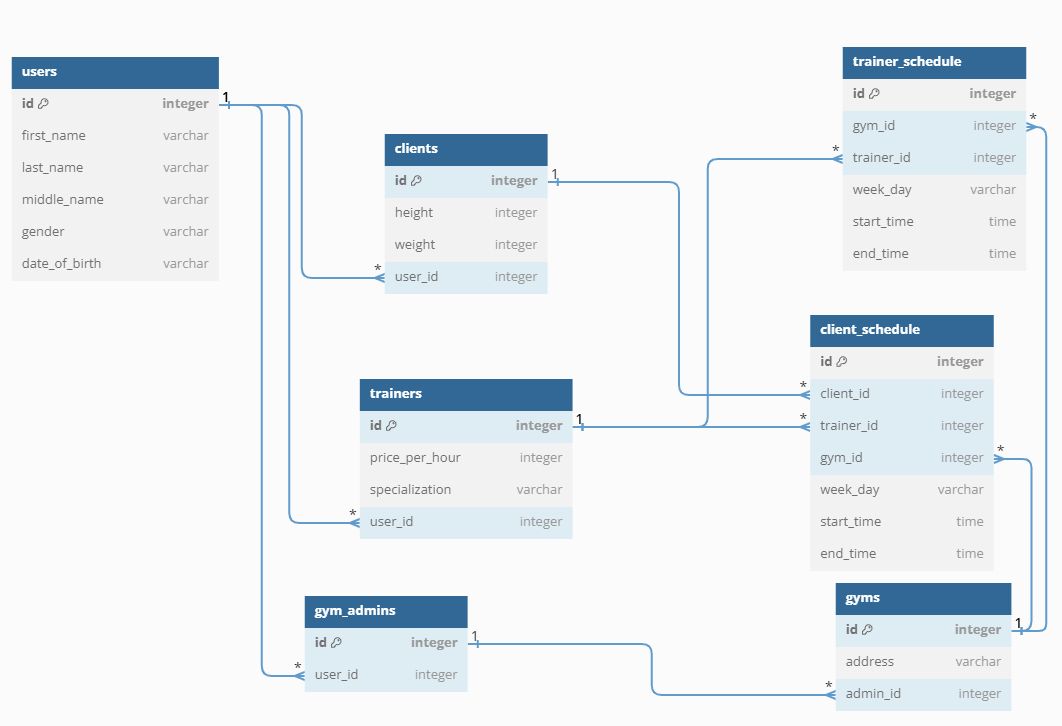 users
id integer
first_name varchar
last_name varchar
middle_name varchar
gender varchar
date_of_birth varchar
1
clients
id integer
height integer
weight integer
user_id integer
1
*
trainers
id integer
price_per_hour integer
specialization varchar
user_id integer
1
*
gym_admins
id integer
user_id integer
1
*
trainer_schedule
id integer
gym_id integer
trainer_id integer
week_day varchar
start_time time
end_time time
*
*
client_schedule
id integer
client_id integer
trainer_id integer
gym_id integer
week_day varchar
start_time time
end_time time
*
*
*
gyms
id integer
address varchar
admin_id integer
1
*